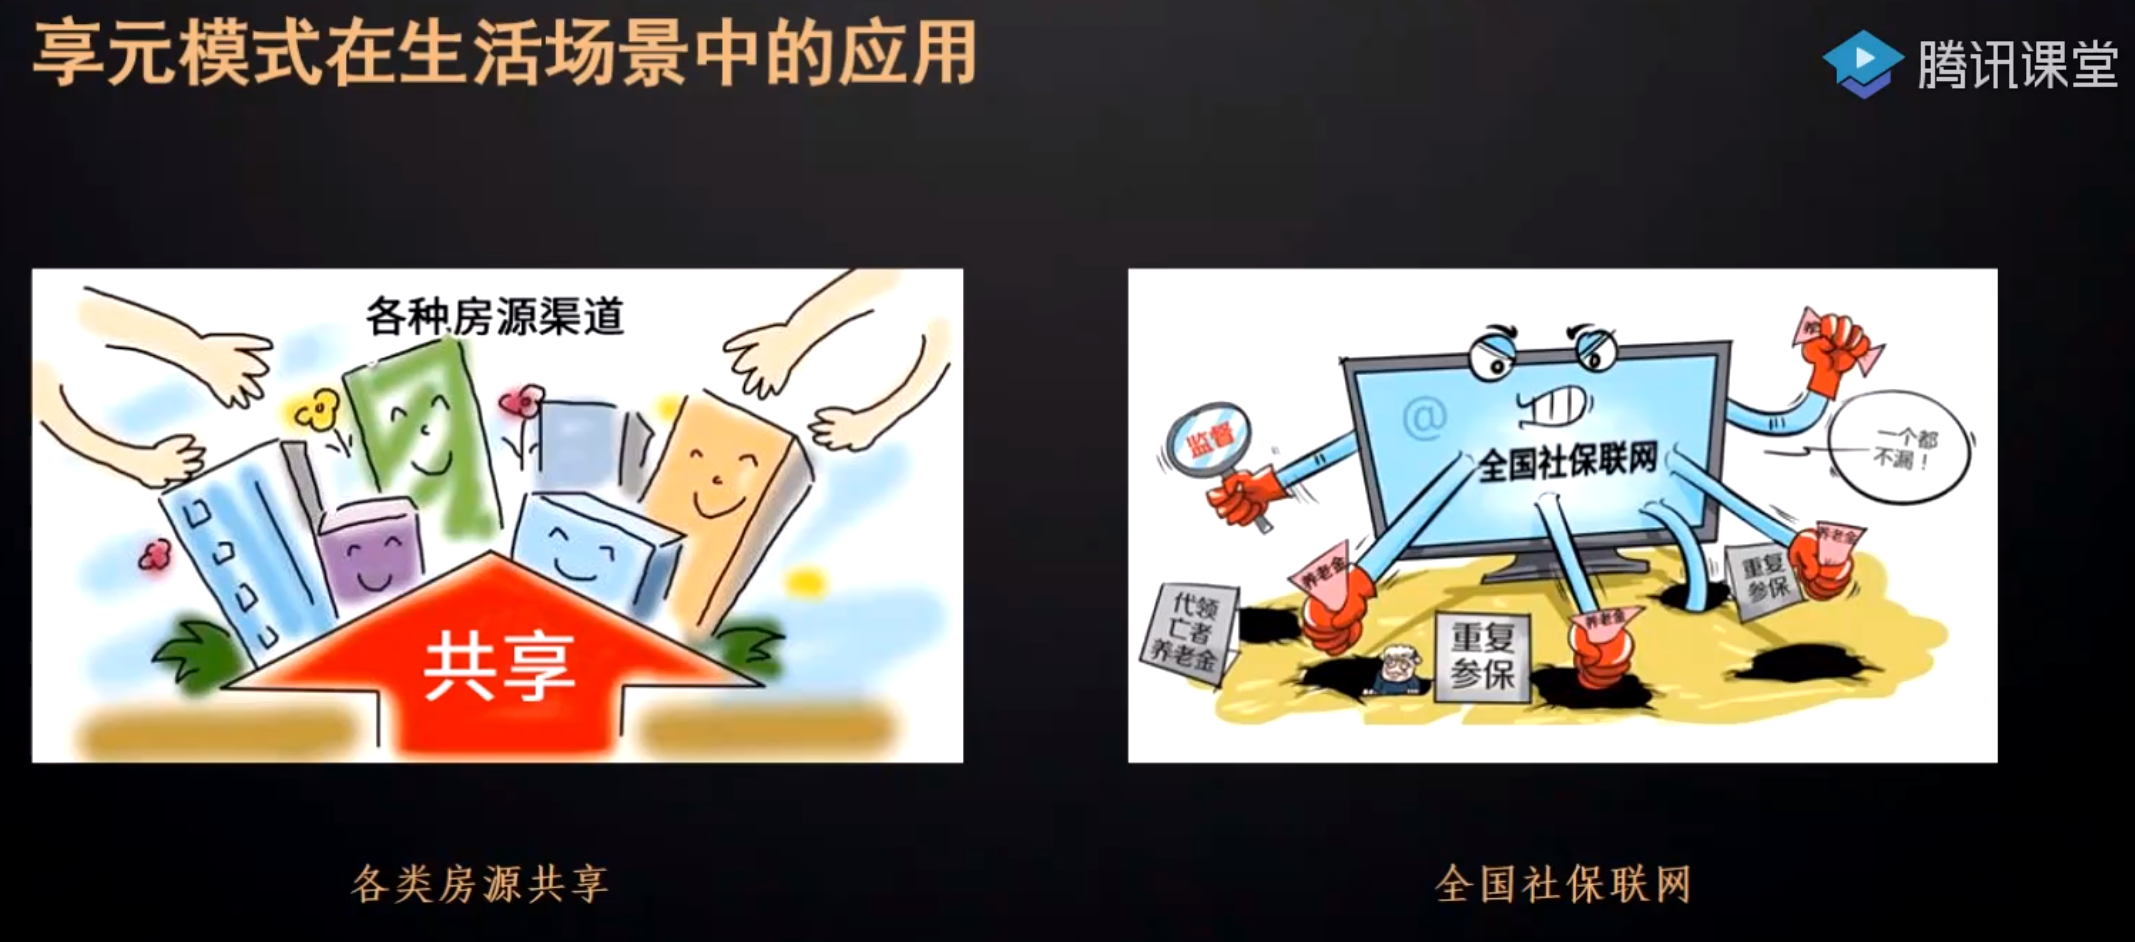 享元模式在生活场景中的应用
腾讯课堂
各种房源渠道
共享
监督
@
全国社保联网
一个都
不漏！
养老金
养老金
养老金
代领
亡者
养老金
重复
参保
重复
参保
各类房源共享
全国社保联网